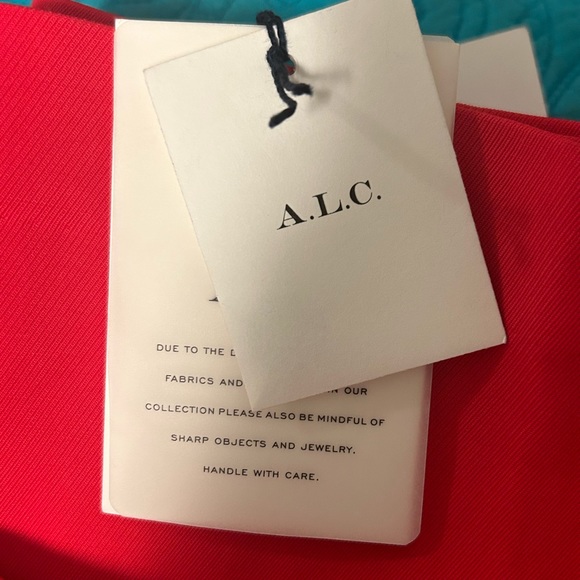 A.L.C.
DUE TO THE
FABRICS AND IN OUR
COLLECTION PLEASE ALSO BE MINDFUL OF
SHARP OBJECTS AND JEWELRY.
HANDLE WITH CARE.